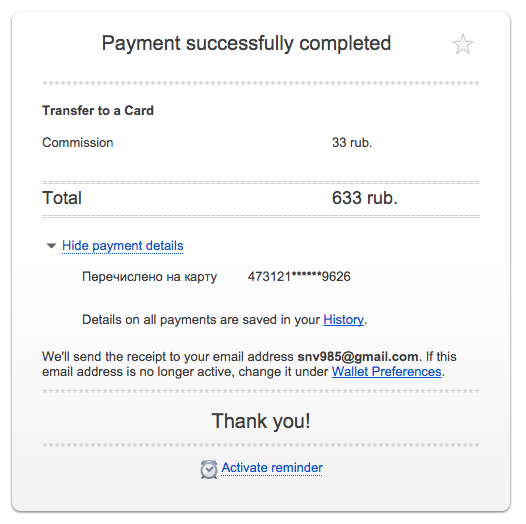 Payment successfully completed
Transfer to a Card
Commission 33 rub.
Total 633 rub.
Hide payment details
Перечислено на карту 473121******9626
Details on all payments are saved in your History.
We'll send the receipt to your email address snv985@gmail.com. If this
email address is no longer active, change it under Wallet Preferences.
Thank you!
Activate reminder